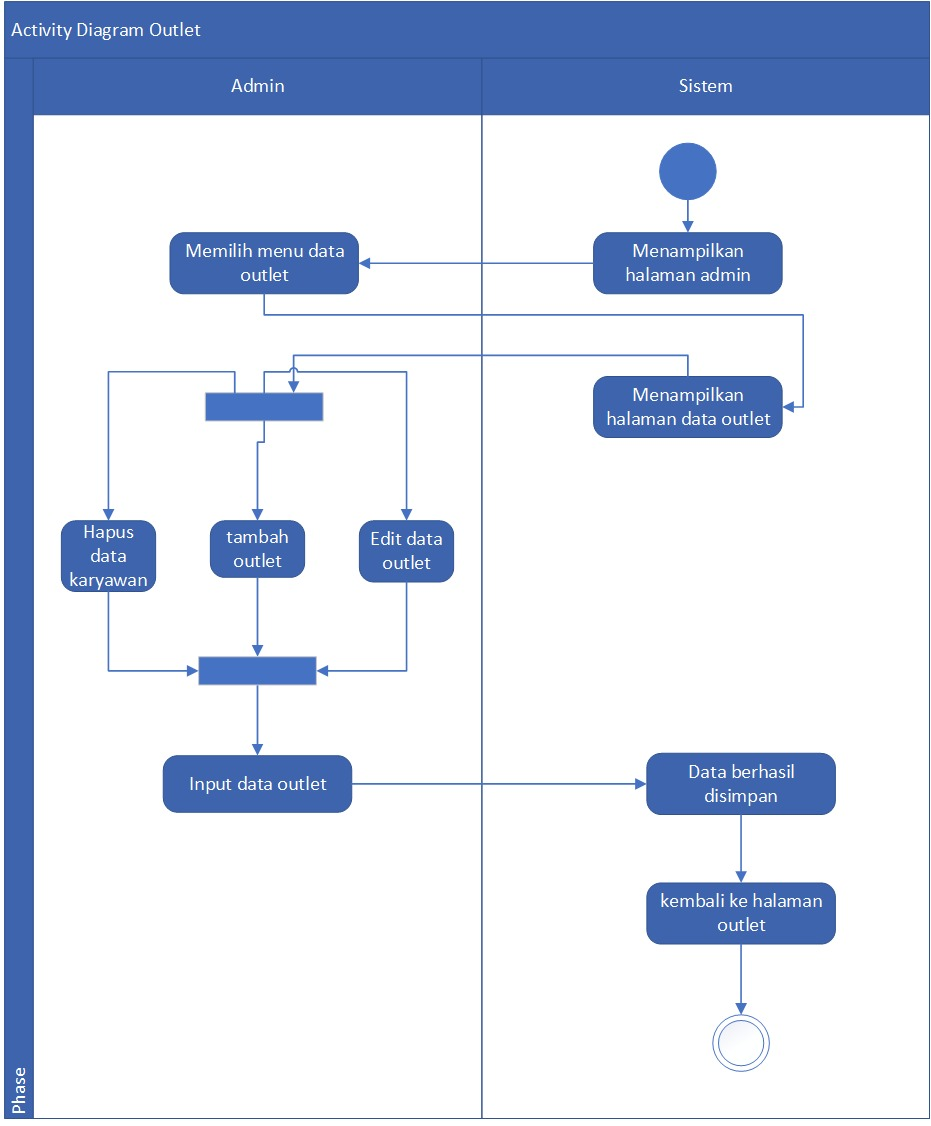 Activity Diagram Outlet
Admin
Sistem
Memilih menu data
outlet
Menampilkan
halaman admin
Menampilkan
halaman data outlet
Hapus
data
karyawan
tambah
outlet
Edit data
outlet
Input data outlet
Data berhasil
disimpan
kembali ke halaman
outlet
Phase